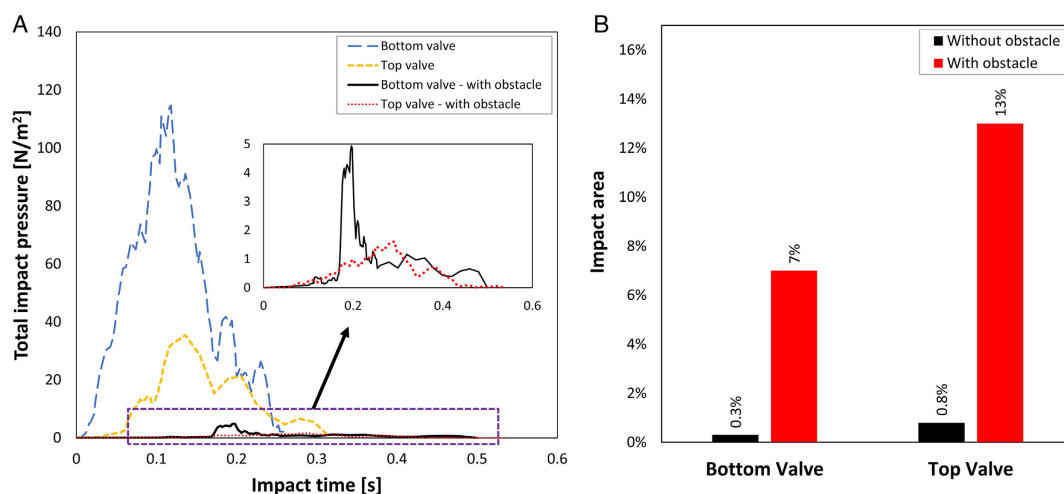 A
Total impact pressure [N/m²]
140
120
100
80
60
40
20
0
0
0.1
0.2
0.3
0.4
0.5
0.6
Impact time [s]
Bottom valve
Top valve
Bottom valve - with obstacle
Top valve - with obstacle
5
4
3
2
1
0
0
0.2
0.4
0.6
B
Impact area
16%
14%
12%
10%
8%
6%
4%
2%
0%
Without obstacle
With obstacle
0.3%
7%
0.8%
13%
Bottom Valve
Top Valve